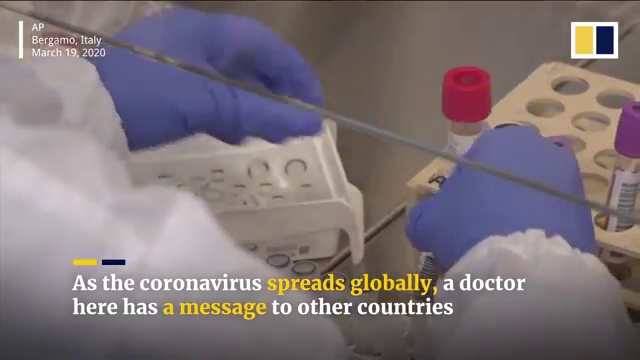 AP
Bergamo, Italy
March 19, 2020
As the coronavirus spreads globally, a doctor
here has a message to other countries